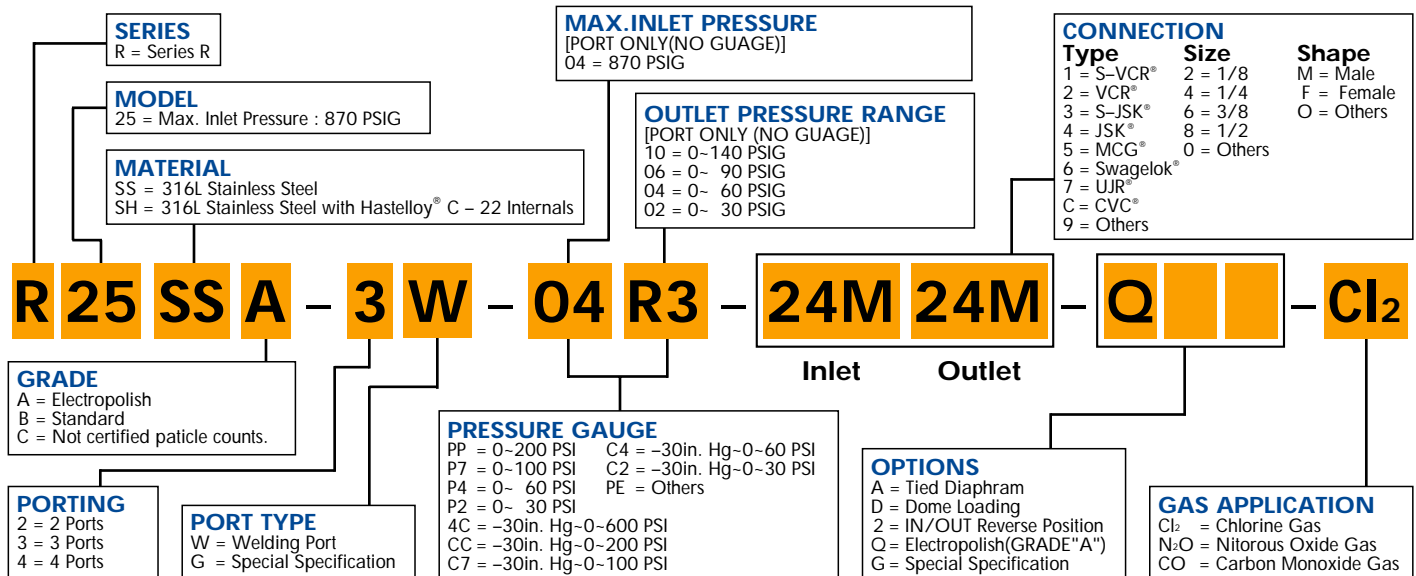 SERIES
R = Series R
MODEL
25 = Max. Inlet Pressure : 870 PSIG
MATERIAL
SS = 316L Stainless Steel
SH = 316L Stainless Steel with Hastelloy® C – 22 Internals
MAX.INLET PRESSURE
[PORT ONLY(NO GUAGE)]
04 = 870 PSIG
OUTLET PRESSURE RANGE
[PORT ONLY (NO GUAGE)]
10 = 0~140 PSIG
06 = 0~ 90 PSIG
04 = 0~ 60 PSIG
02 = 0~ 30 PSIG
CONNECTION
Type Size Shape
1 = S–VCR® 2 = 1/8 M = Male
2 = VCR® 4 = 1/4 F = Female
3 = S–JSK® 6 = 3/8 O = Others
4 = JSK® 8 = 1/2
5 = MCG® 0 = Others
6 = Swagelok®
7 = UJR®
C = CVC®
9 = Others
R 25 SS A – 3 W – 04 R3 – 24M 24M – Q – Cl₂
Inlet Outlet
GRADE
A = Electropolish
B = Standard
C = Not certified paticle counts.
PORTING
2 = 2 Ports
3 = 3 Ports
4 = 4 Ports
PORT TYPE
W = Welding Port
G = Special Specification
PRESSURE GAUGE
PP = 0~200 PSI C4 = –30in. Hg~0~60 PSI
P7 = 0~100 PSI C2 = –30in. Hg~0~30 PSI
P4 = 0~ 60 PSI PE = Others
P2 = 0~ 30 PSI
4C = –30in. Hg~0~600 PSI
CC = –30in. Hg~0~200 PSI
C7 = –30in. Hg~0~100 PSI
OPTIONS
A = Tied Diaphram
D = Dome Loading
2 = IN/OUT Reverse Position
Q = Electropolish(GRADE"A")
G = Special Specification
GAS APPLICATION
Cl₂ = Chlorine Gas
N₂O = Nitorous Oxide Gas
CO = Carbon Monoxide Gas